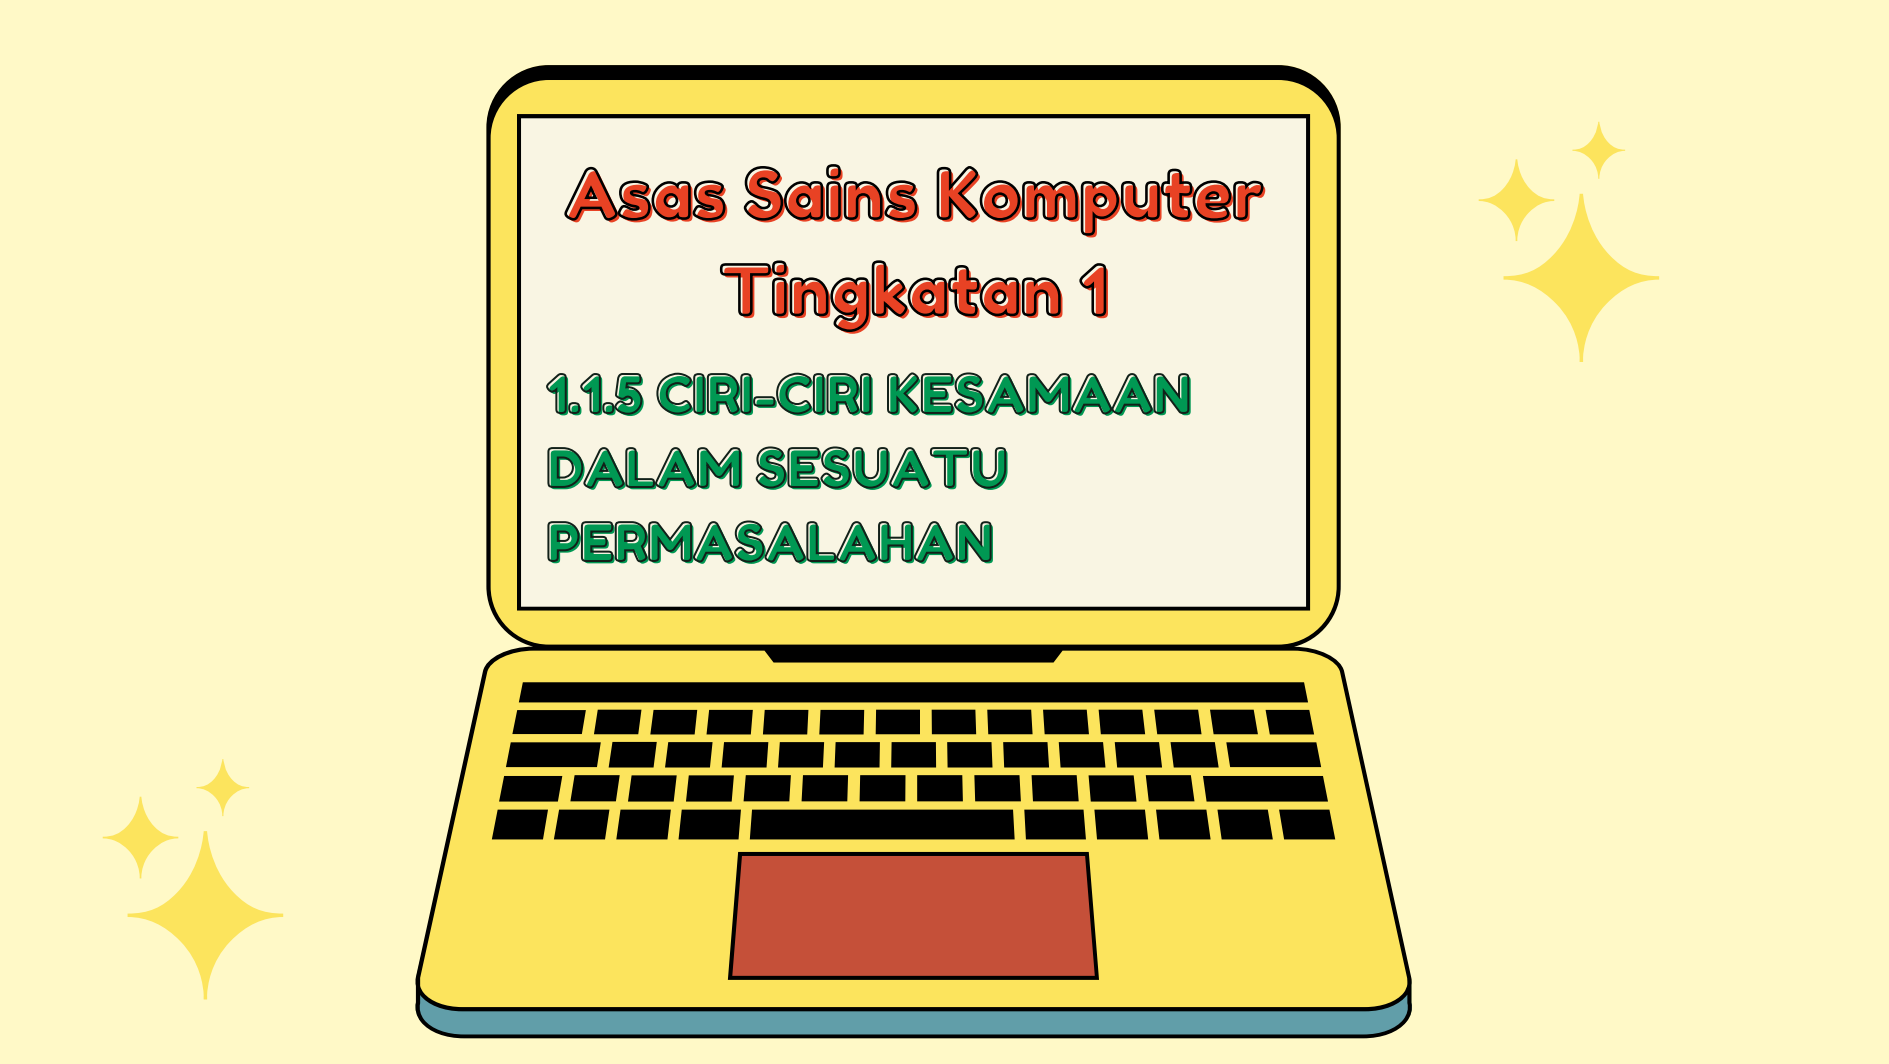 Asas Sains Komputer
Tingkatan 1
1.1.5 CIRI-CIRI KESAMAAN
DALAM SESUATU
PERMASALAHAN